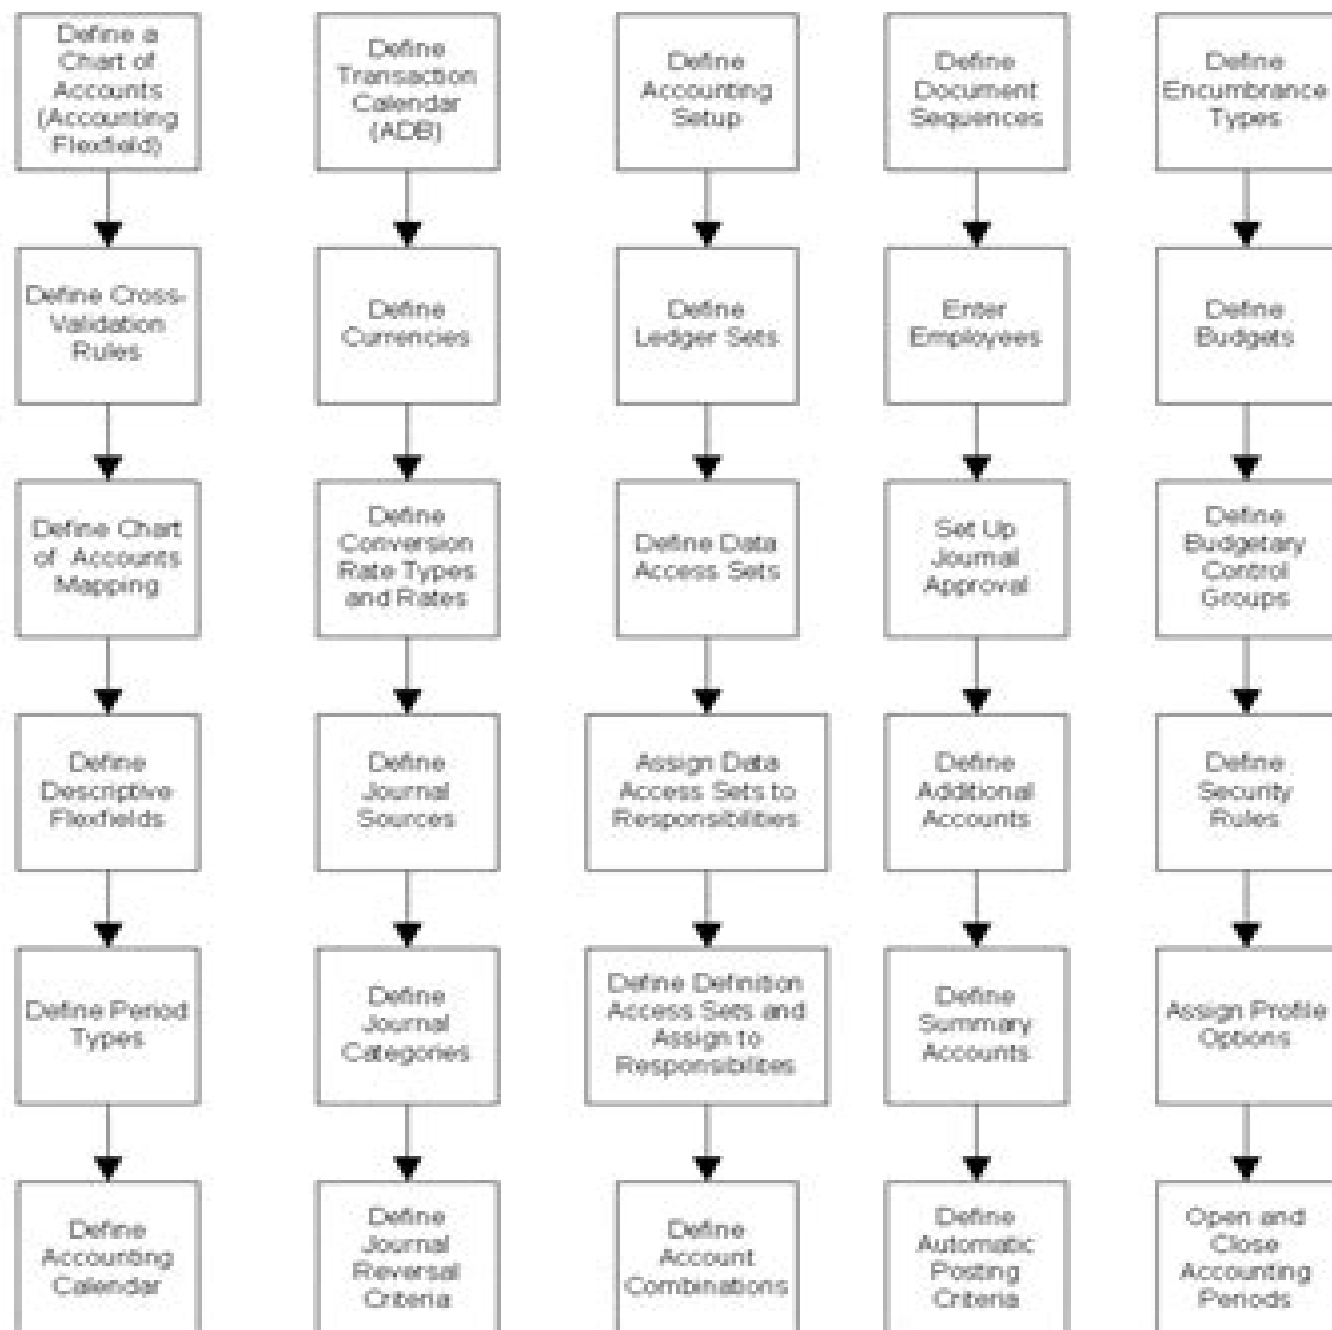 Define a
Chart of
Accounts
(Accounting
Flexfield)
Define Cross-
Validation
Rules
Define Chart
of Accounts
Mapping
Define
Descriptive
Flexfields
Define Period
Types
Define
Accounting
Calendar
Define
Transaction
Calendar
(ADB)
Define
Currencies
Define
Conversion
Rate Types
and Rates
Define
Journal
Sources
Define
Journal
Categories
Define
Journal
Reversal
Criteria
Define
Accounting
Setup
Define
Ledger Sets
Define Data
Access Sets
Assign Data
Access Sets to
Responsibilities
Define Definition
Access Sets and
Assign to
Responsibilites
Define
Account
Combinations
Define
Document
Sequences
Enter
Employees
Set Up
Journal
Approval
Define
Additional
Accounts
Define
Summary
Accounts
Define
Automatic
Posting
Criteria
Define
Encumbrance
Types
Define
Budgets
Define
Budgetary
Control
Groups
Define
Security
Rules
Assign Profile
Options
Open and
Close
Accounting
Periods